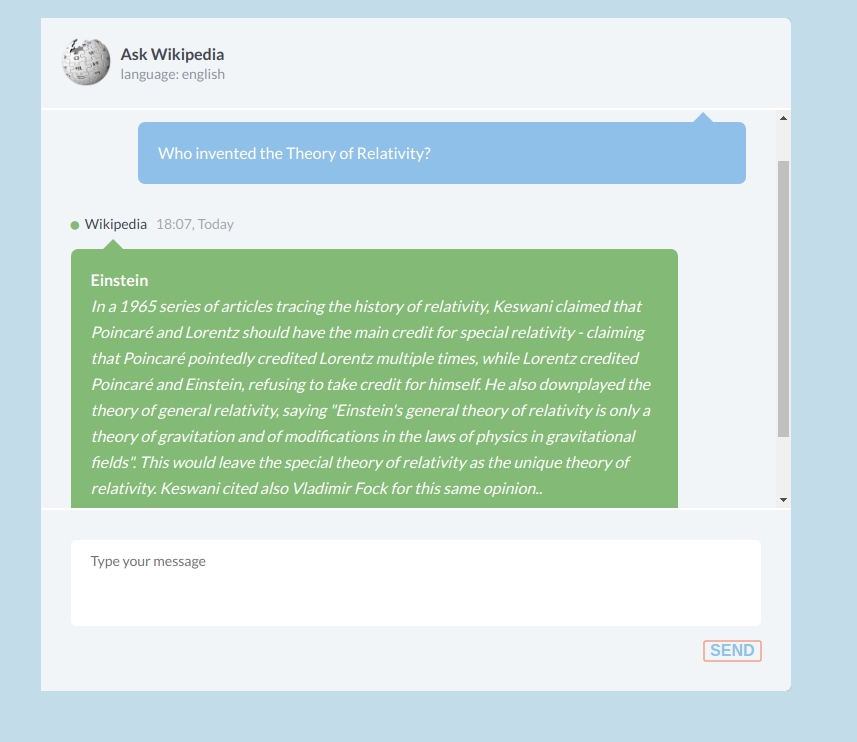 Ask Wikipedia
language: english
Who invented the Theory of Relativity?
Wikipedia 18:07, Today
Einstein
In a 1965 series of articles tracing the history of relativity, Keswani claimed that
Poincaré and Lorentz should have the main credit for special relativity - claiming
that Poincaré pointedly credited Lorentz multiple times, while Lorentz credited
Poincaré and Einstein, refusing to take credit for himself. He also downplayed the
theory of general relativity, saying "Einstein's general theory of relativity is only a
theory of gravitation and of modifications in the laws of physics in gravitational
fields". This would leave the special theory of relativity as the unique theory of
relativity. Keswani cited also Vladimir Fock for this same opinion..
Type your message
SEND